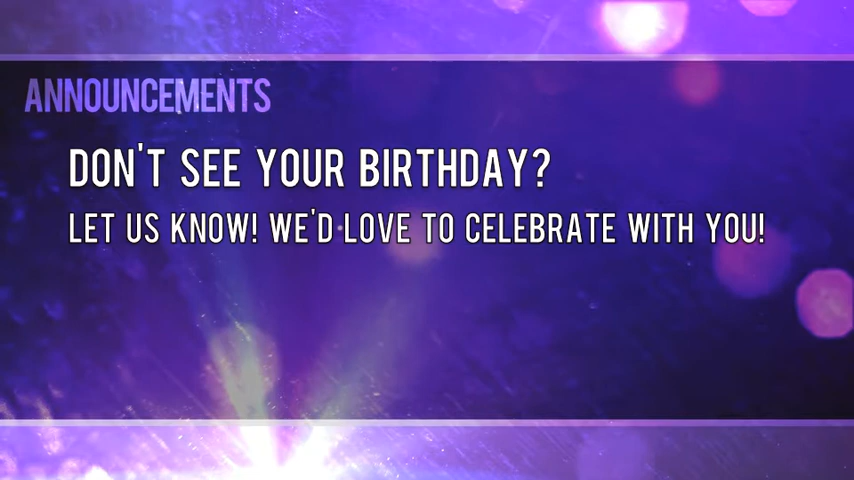 ANNOUNCEMENTS
DON'T SEE YOUR BIRTHDAY?
LET US KNOW! WE'D LOVE TO CELEBRATE WITH YOU!